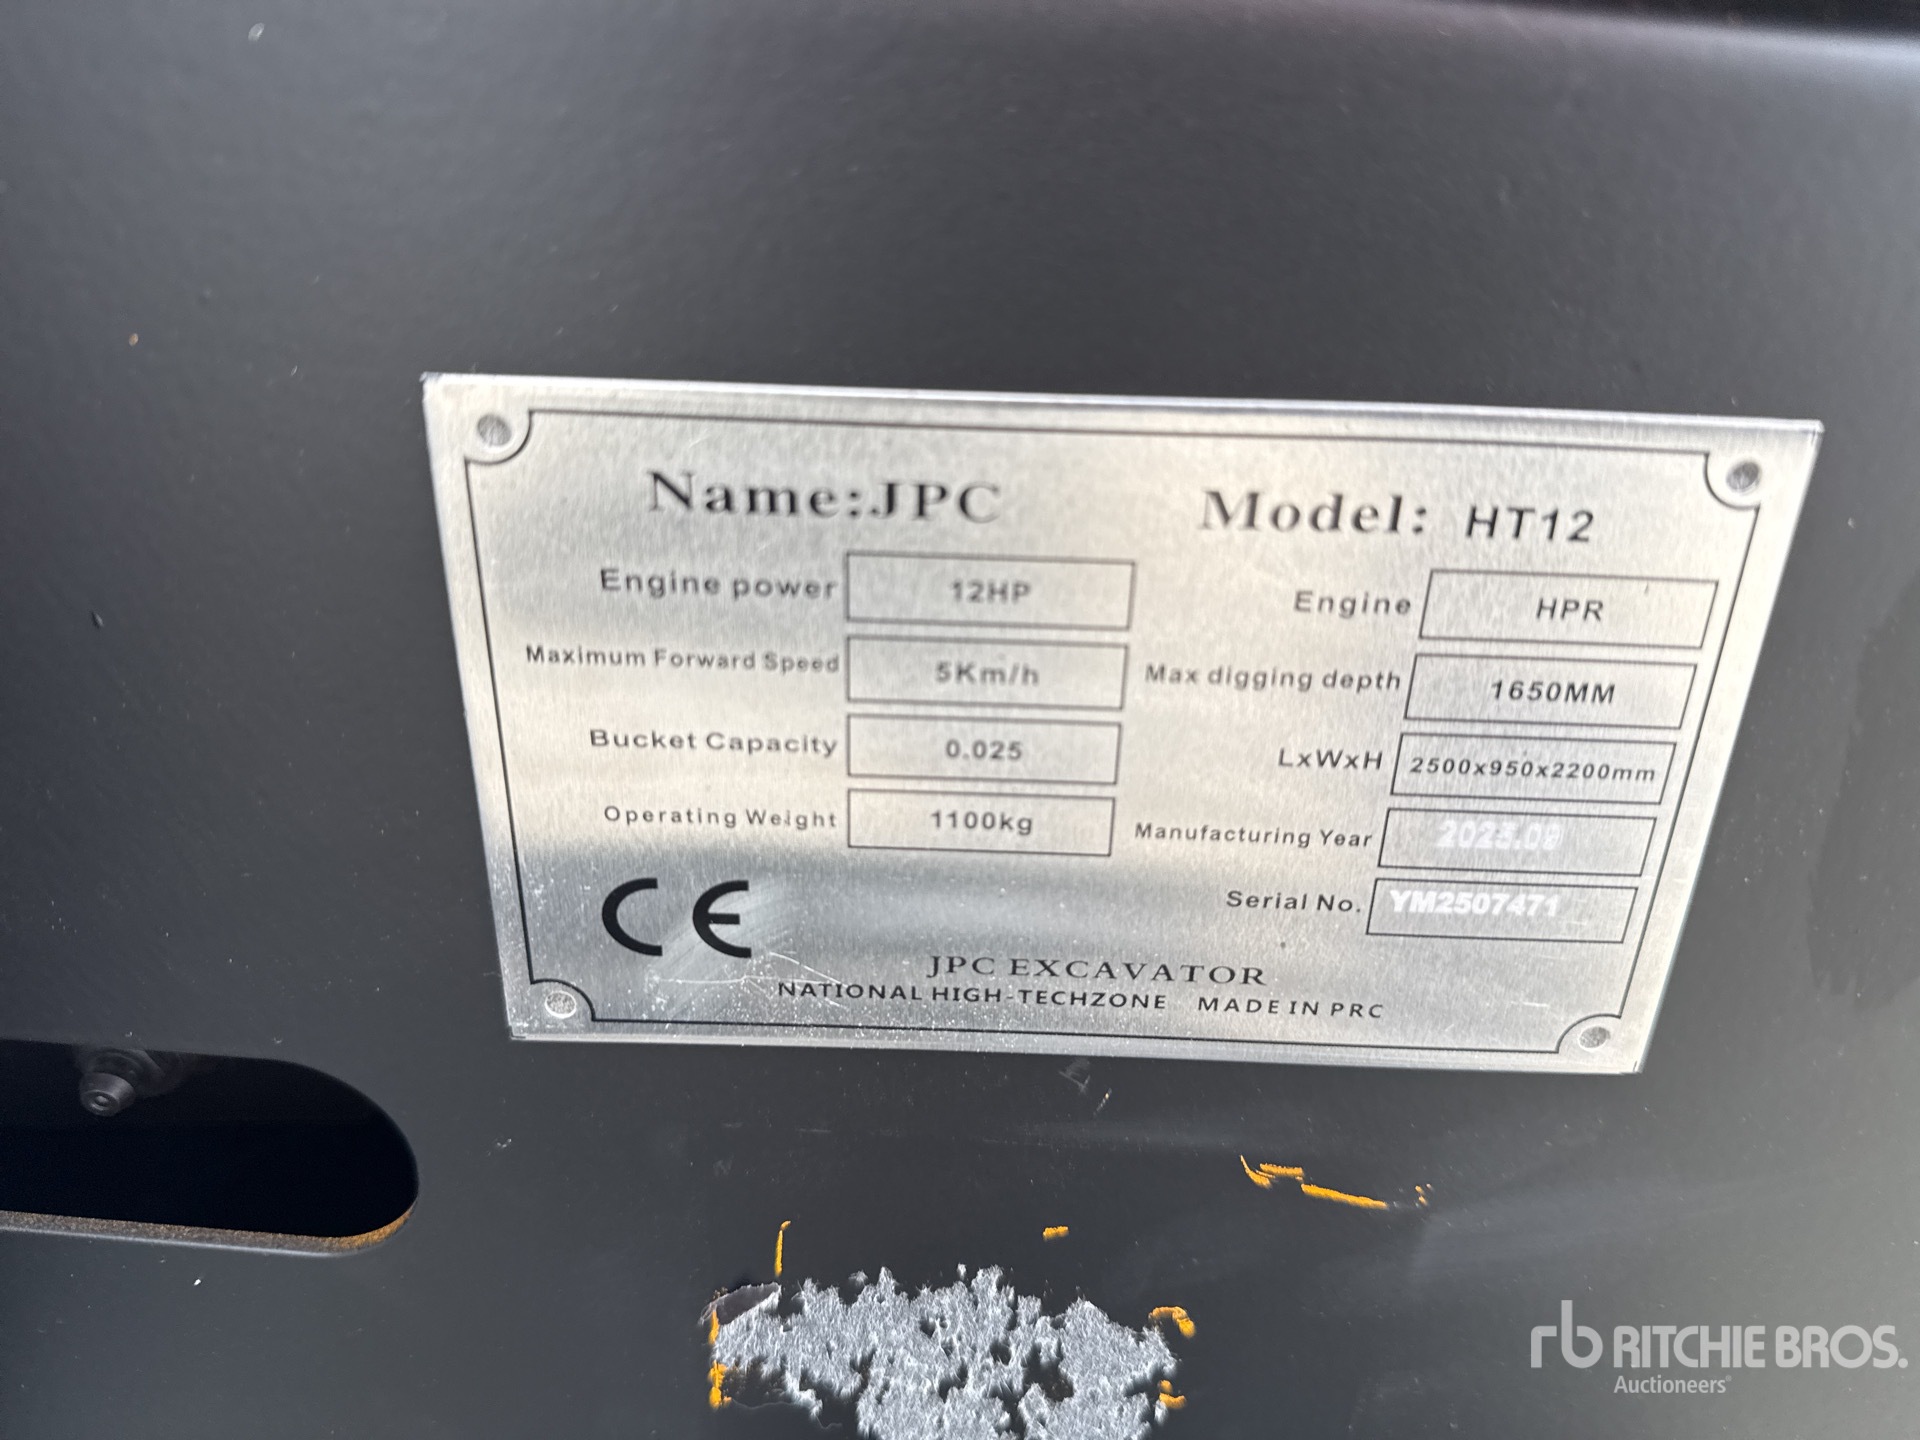 Name:JPC Model: HT12
Engine power 12HP Engine HPR
Maximum Forward Speed 5Km/h Max digging depth 1650MM
Bucket Capacity 0.025 LxWxH 2500x950x2200mm
Operating Weight 1100kg Manufacturing Year
Serial No. YM2507471
CE
JPC EXCAVATOR
NATIONAL HIGH-TECHZONE MADE IN PRC
rb RITCHIE BROS.
Auctioneers